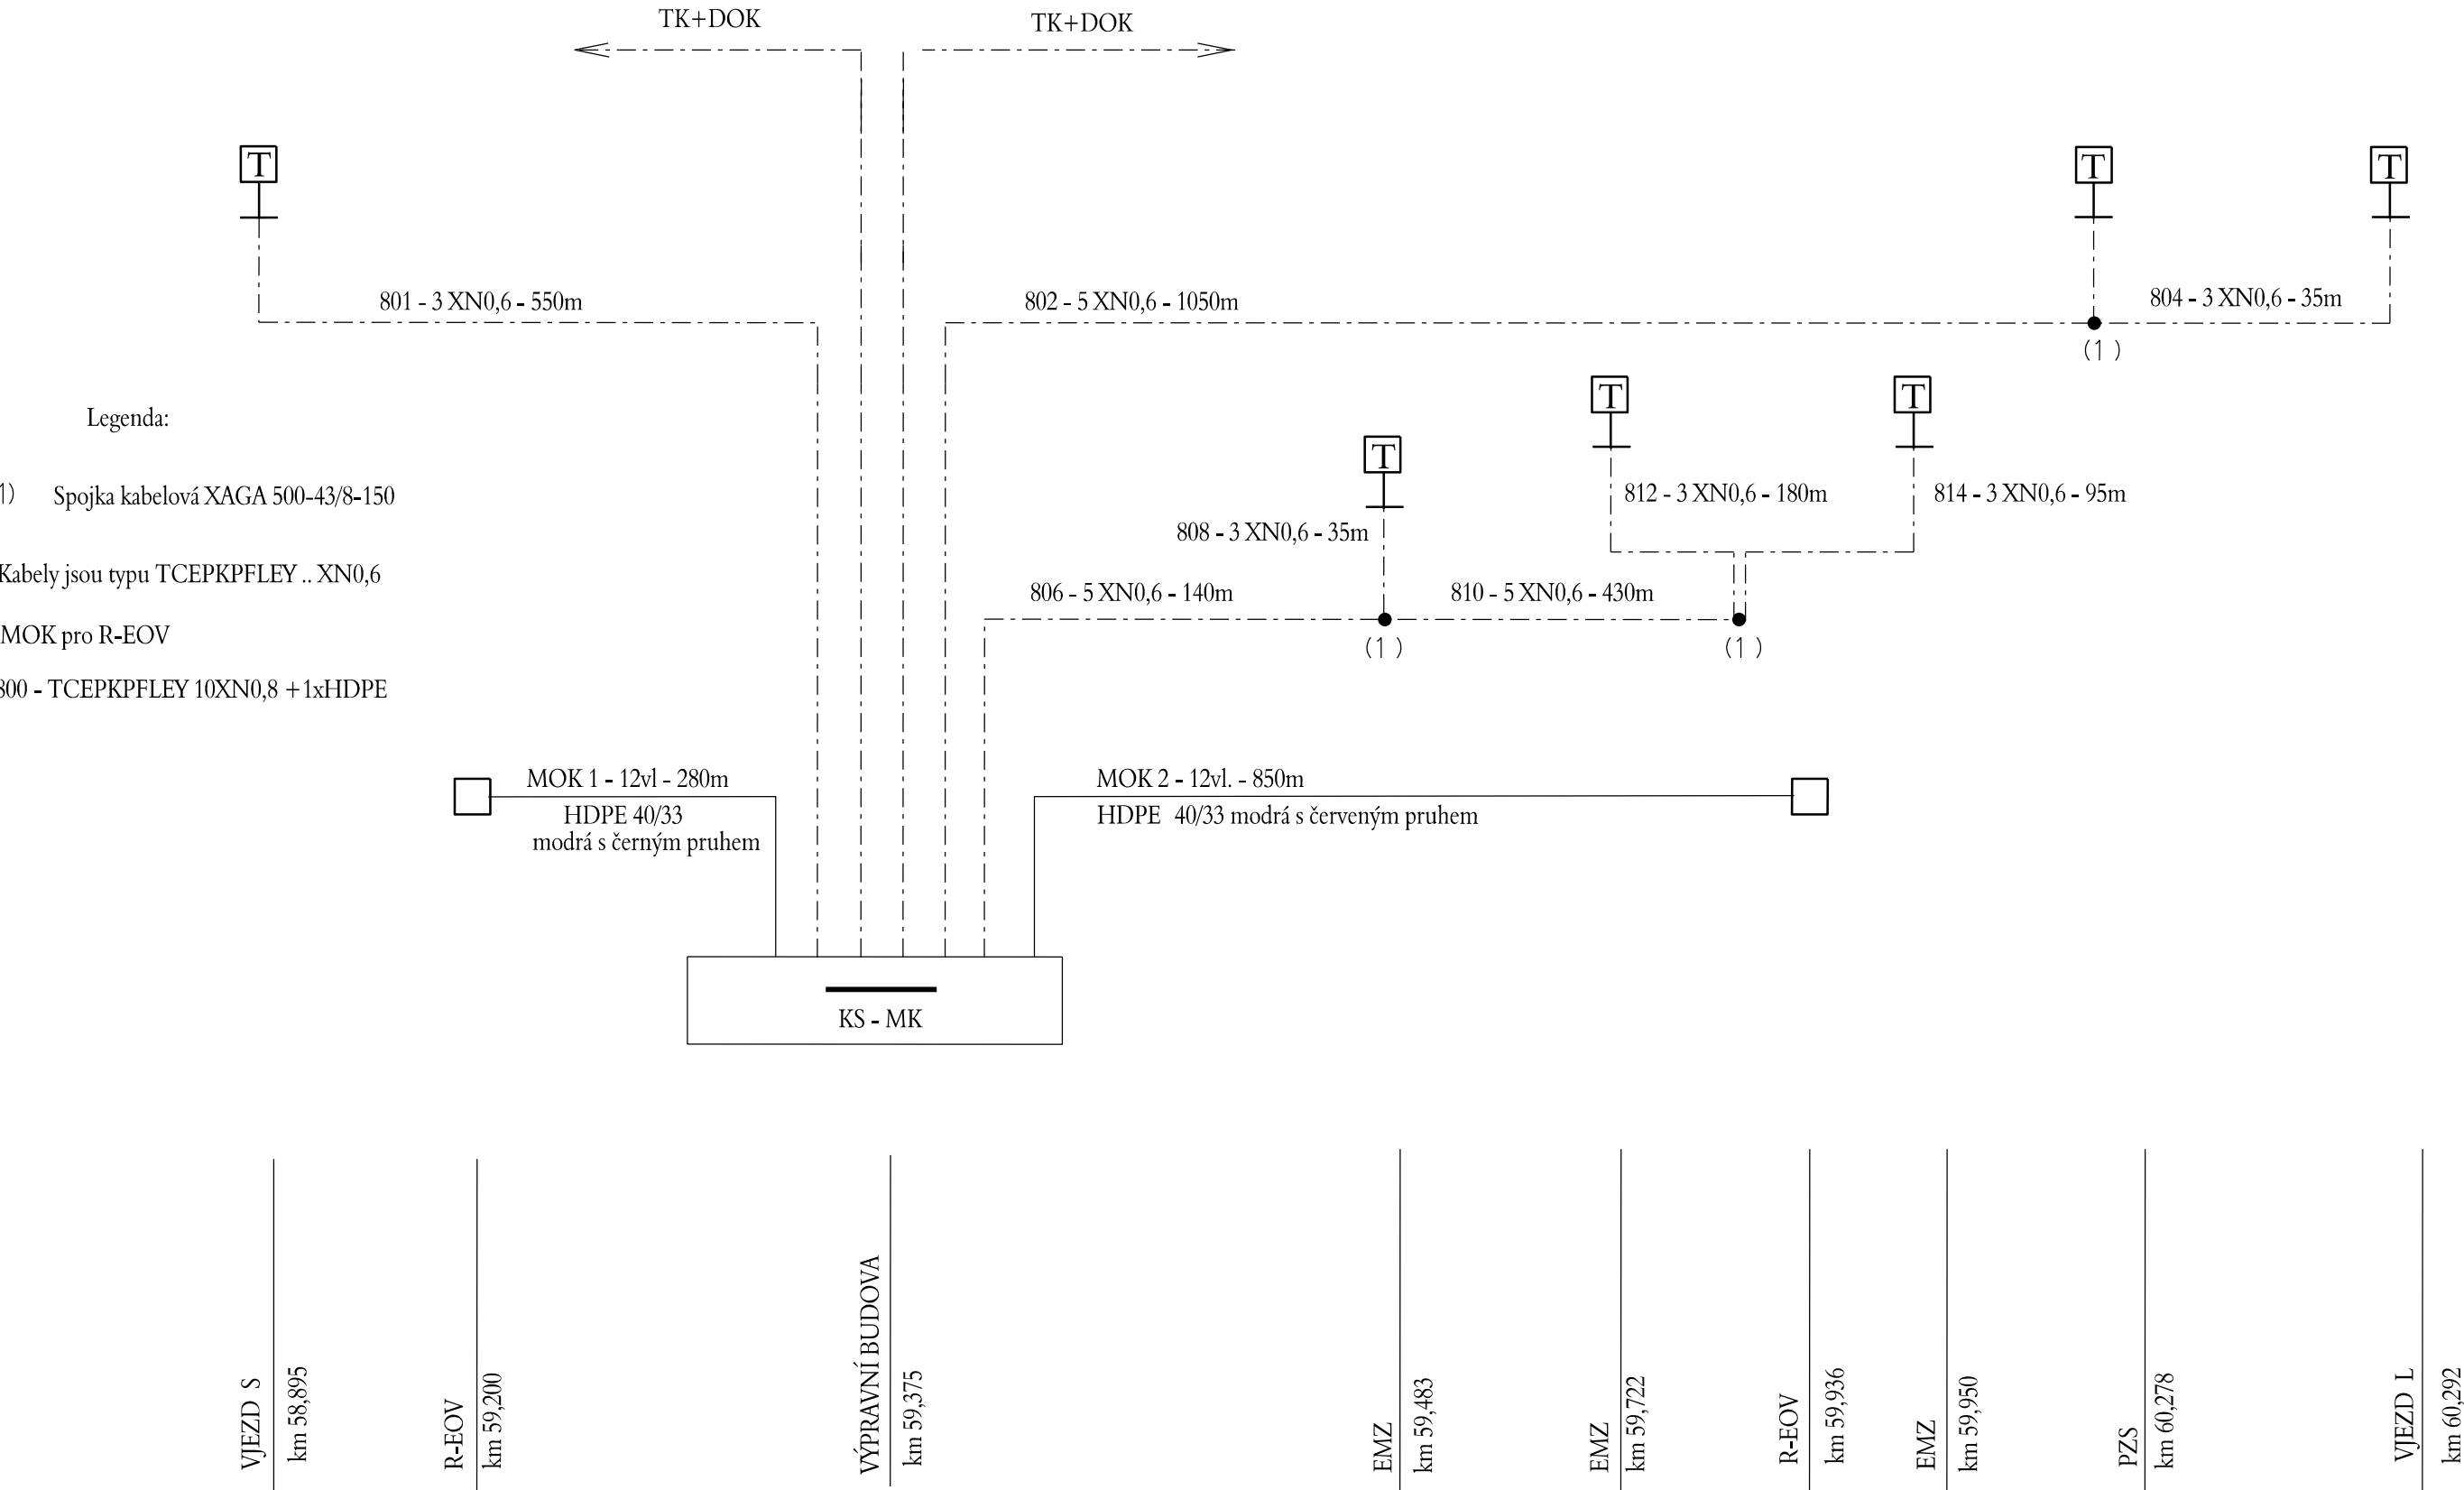 TK+DOK
TK+DOK
T
T
T
801 - 3 XN0,6 - 550m
802 - 5 XN0,6 - 1050m
804 - 3 XN0,6 - 35m
(1 )
T
T
Legenda:
T
1) Spojka kabelová XAGA 500-43/8-150
812 - 3 XN0,6 - 180m
814 - 3 XN0,6 - 95m
808 - 3 XN0,6 - 35m
Kabely jsou typu TCEPKPFLEY .. XN0,6
806 - 5 XN0,6 - 140m
810 - 5 XN0,6 - 430m
MOK pro R-EOV
(1 )
(1 )
800 - TCEPKPFLEY 10XN0,8 +1xHDPE
MOK 1 - 12vl - 280m
HDPE 40/33
modrá s černým pruhem
MOK 2 - 12vl. - 850m
HDPE 40/33 modrá s červeným pruhem
KS - MK
VJEZD S
km 58,895
R-EOV
km 59,200
VÝPRAVNÍ BUDOVA
km 59,375
EMZ
km 59,483
EMZ
km 59,722
R-EOV
km 59,936
EMZ
km 59,950
PZS
km 60,278
VJEZD L
km 60,292